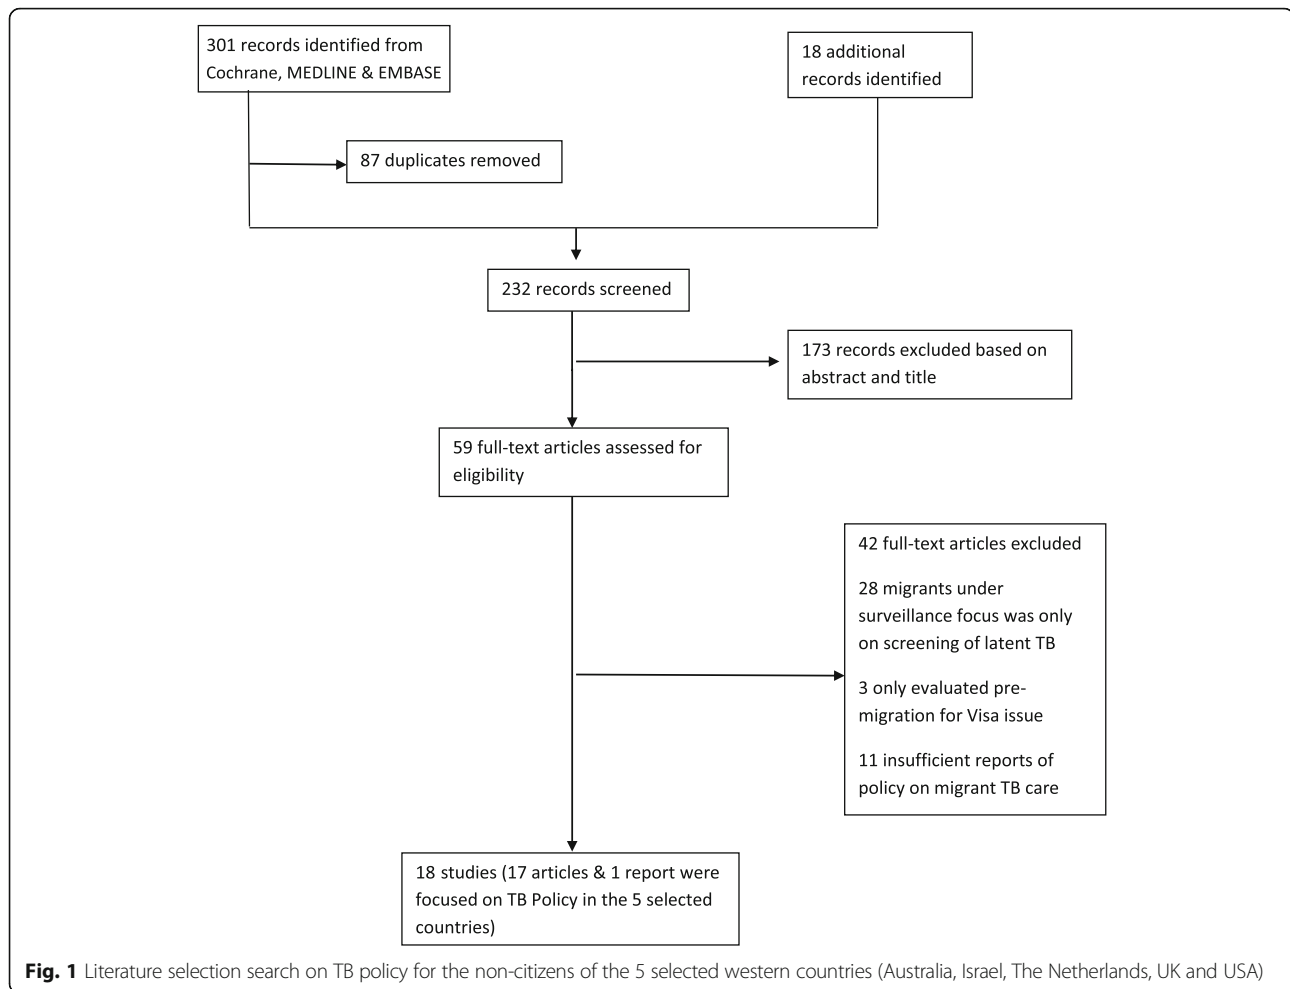 301 records identified from
Cochrane, MEDLINE & EMBASE
18 additional
records identified
87 duplicates removed
232 records screened
173 records excluded based on
abstract and title
59 full-text articles assessed for
eligibility
42 full-text articles excluded
28 migrants under
surveillance focus was only
on screening of latent TB
3 only evaluated pre-
migration for Visa issue
11 insufficient reports of
policy on migrant TB care
18 studies (17 articles & 1 report were
focused on TB Policy in the 5 selected
countries)
Fig. 1 Literature selection search on TB policy for the non-citizens of the 5 selected western countries (Australia, Israel, The Netherlands, UK and USA)